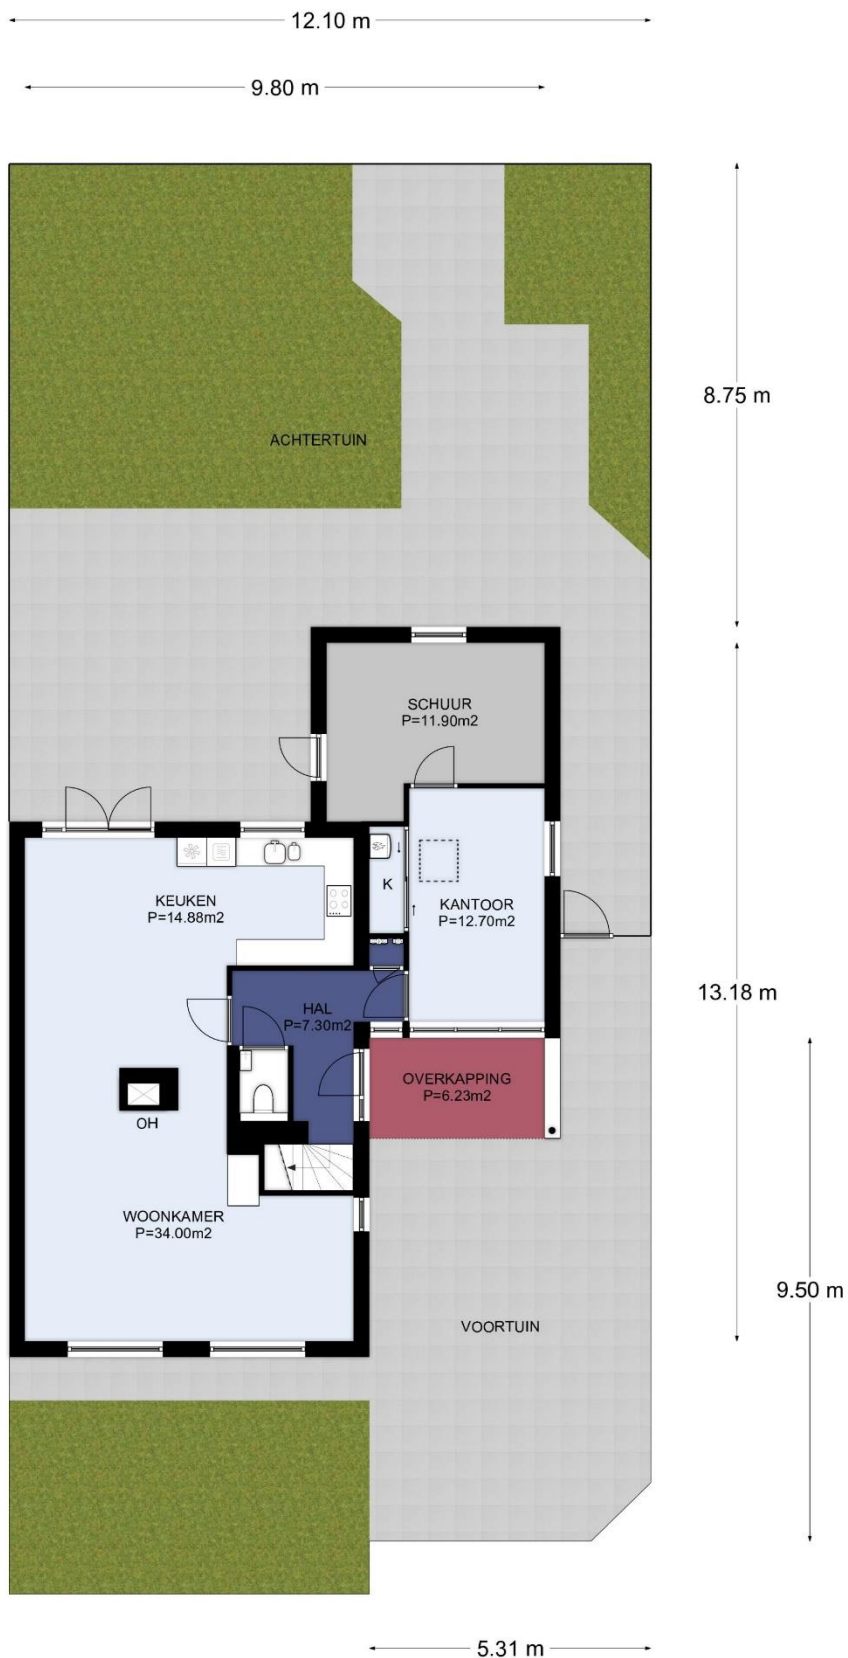 12.10 m
9.80 m
8.75 m
ACHTERTUIN
SCHUUR
P=11.90m2
KEUKEN
P=14.88m2
K
KANTOOR
P=12.70m2
13.18 m
HAL
P=7.30m2
OVERKAPPING
P=6.23m2
OH
WOONKAMER
P=34.00m2
9.50 m
VOORTUIN
5.31 m